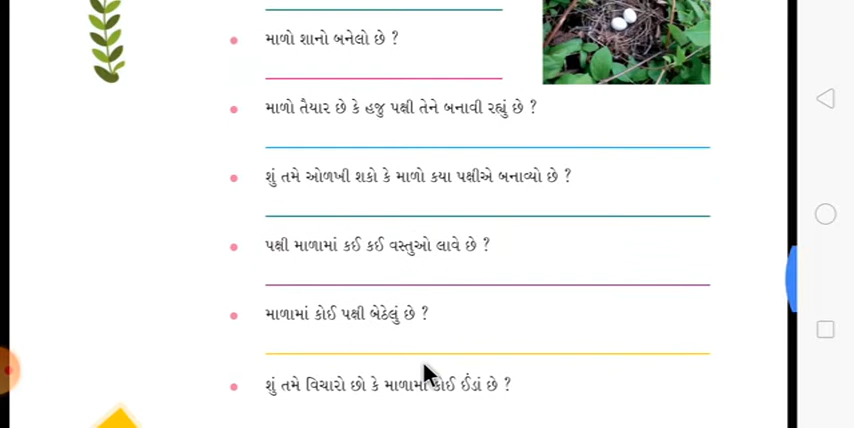 માળો શાનો બનેલો છે ?
માળો તૈયાર છે કે હજુ પક્ષી તેને બનાવી રહ્યું છે ?
શું તમે ઓળખી શકો કે માળો કયા પક્ષીએ બનાવ્યો છે ?
પક્ષી માળામાં કઈ કઈ વસ્તુઓ લાવે છે ?
માળામાં કોઈ પક્ષી બેઠેલું છે ?
શું તમે વિચારો છો કે માળામાં કોઈ ઈંડાં છે ?